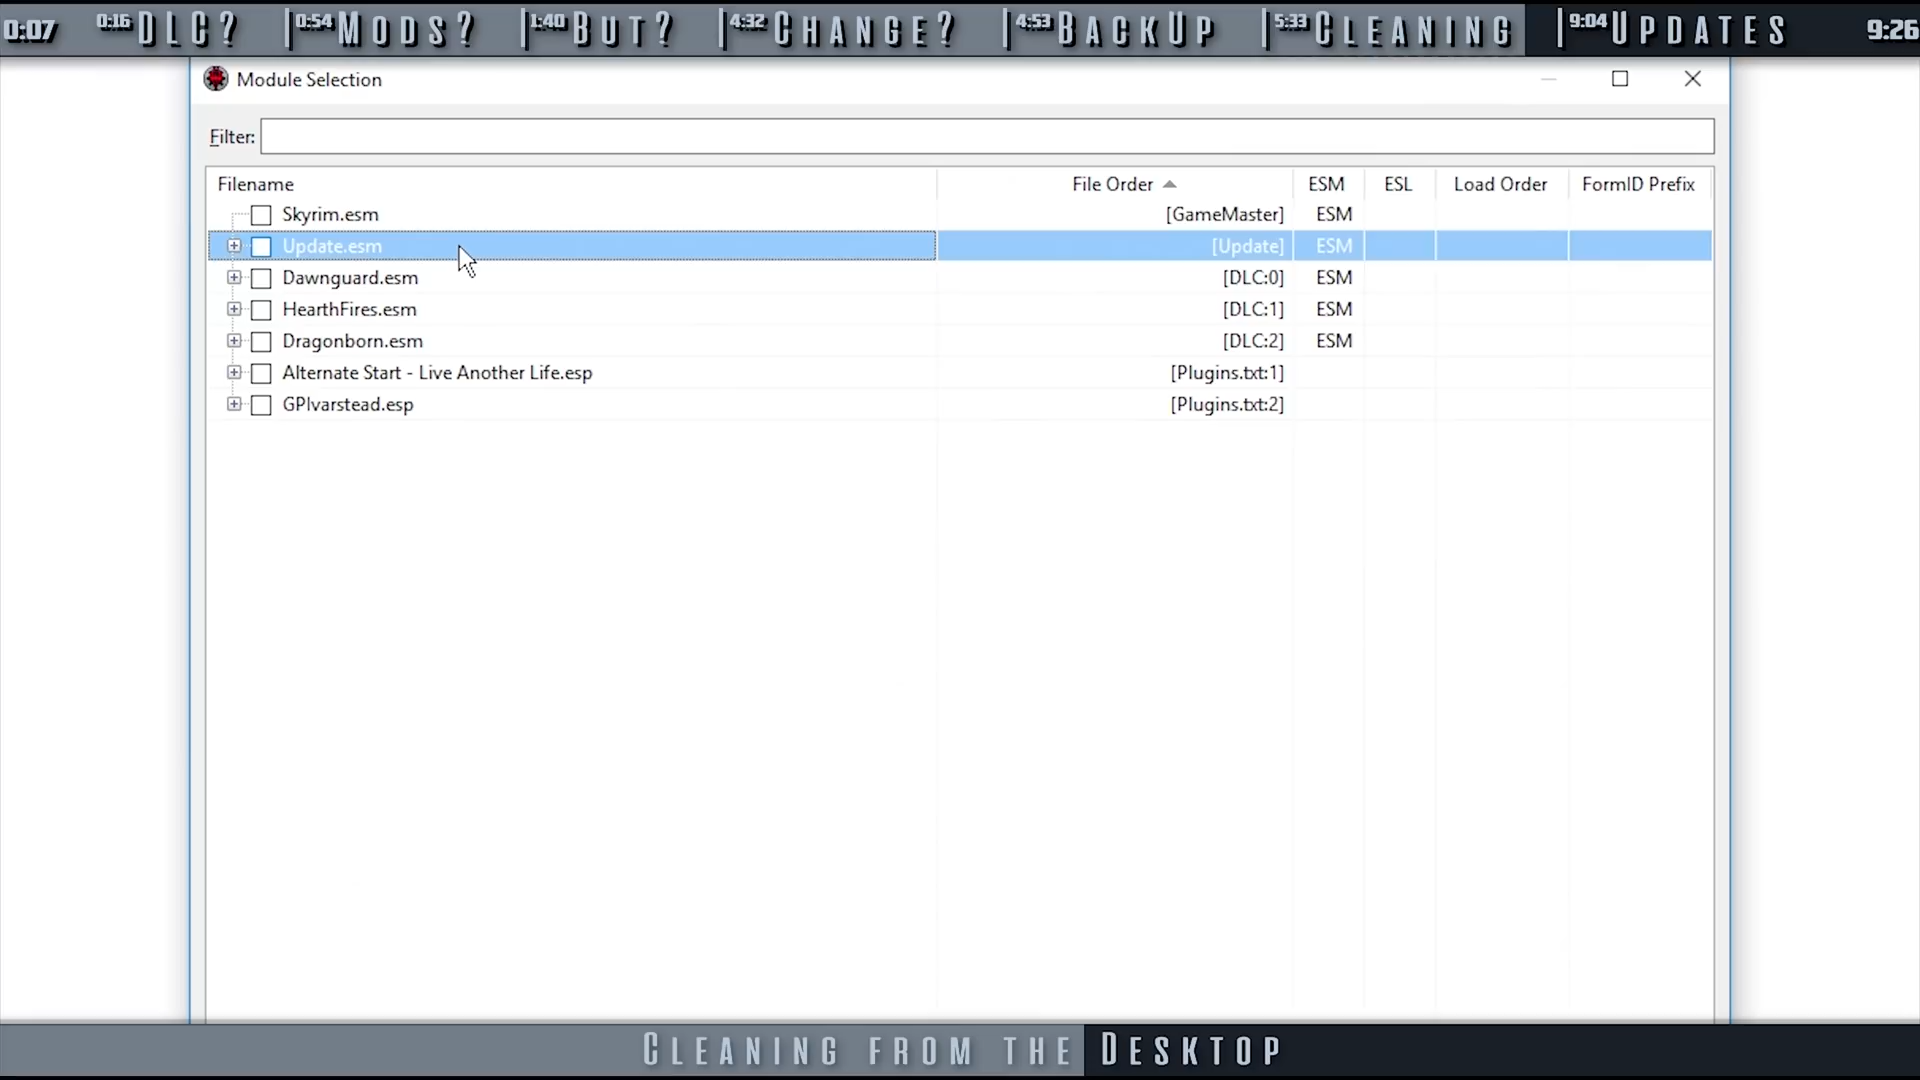 0:07 0:16 DLC? 0:54 Mods? 1:40 But? 4:32 Change? 4:53 BackUp 5:33 Cleaning 9:04 Updates 9:26
Module Selection
Filter:
Filename File Order ESM ESL Load Order FormID Prefix
Skyrim.esm [GameMaster] ESM
Update.esm [Update] ESM
Dawnguard.esm [DLC:0] ESM
HearthFires.esm [DLC:1] ESM
Dragonborn.esm [DLC:2] ESM
Alternate Start - Live Another Life.esp [Plugins.txt:1]
GPIvarstead.esp [Plugins.txt:2]
Cleaning from the Desktop